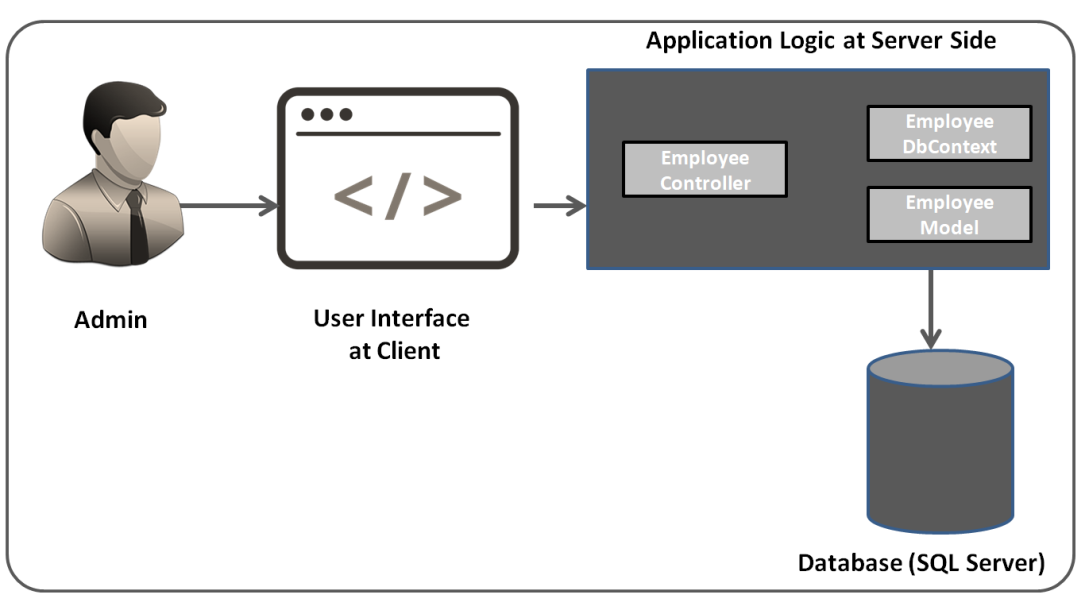 Application Logic at Server Side
Employee
Controller
Employee
DbContext
Employee
Model
</>
Admin
User Interface
at Client
Database (SQL Server)